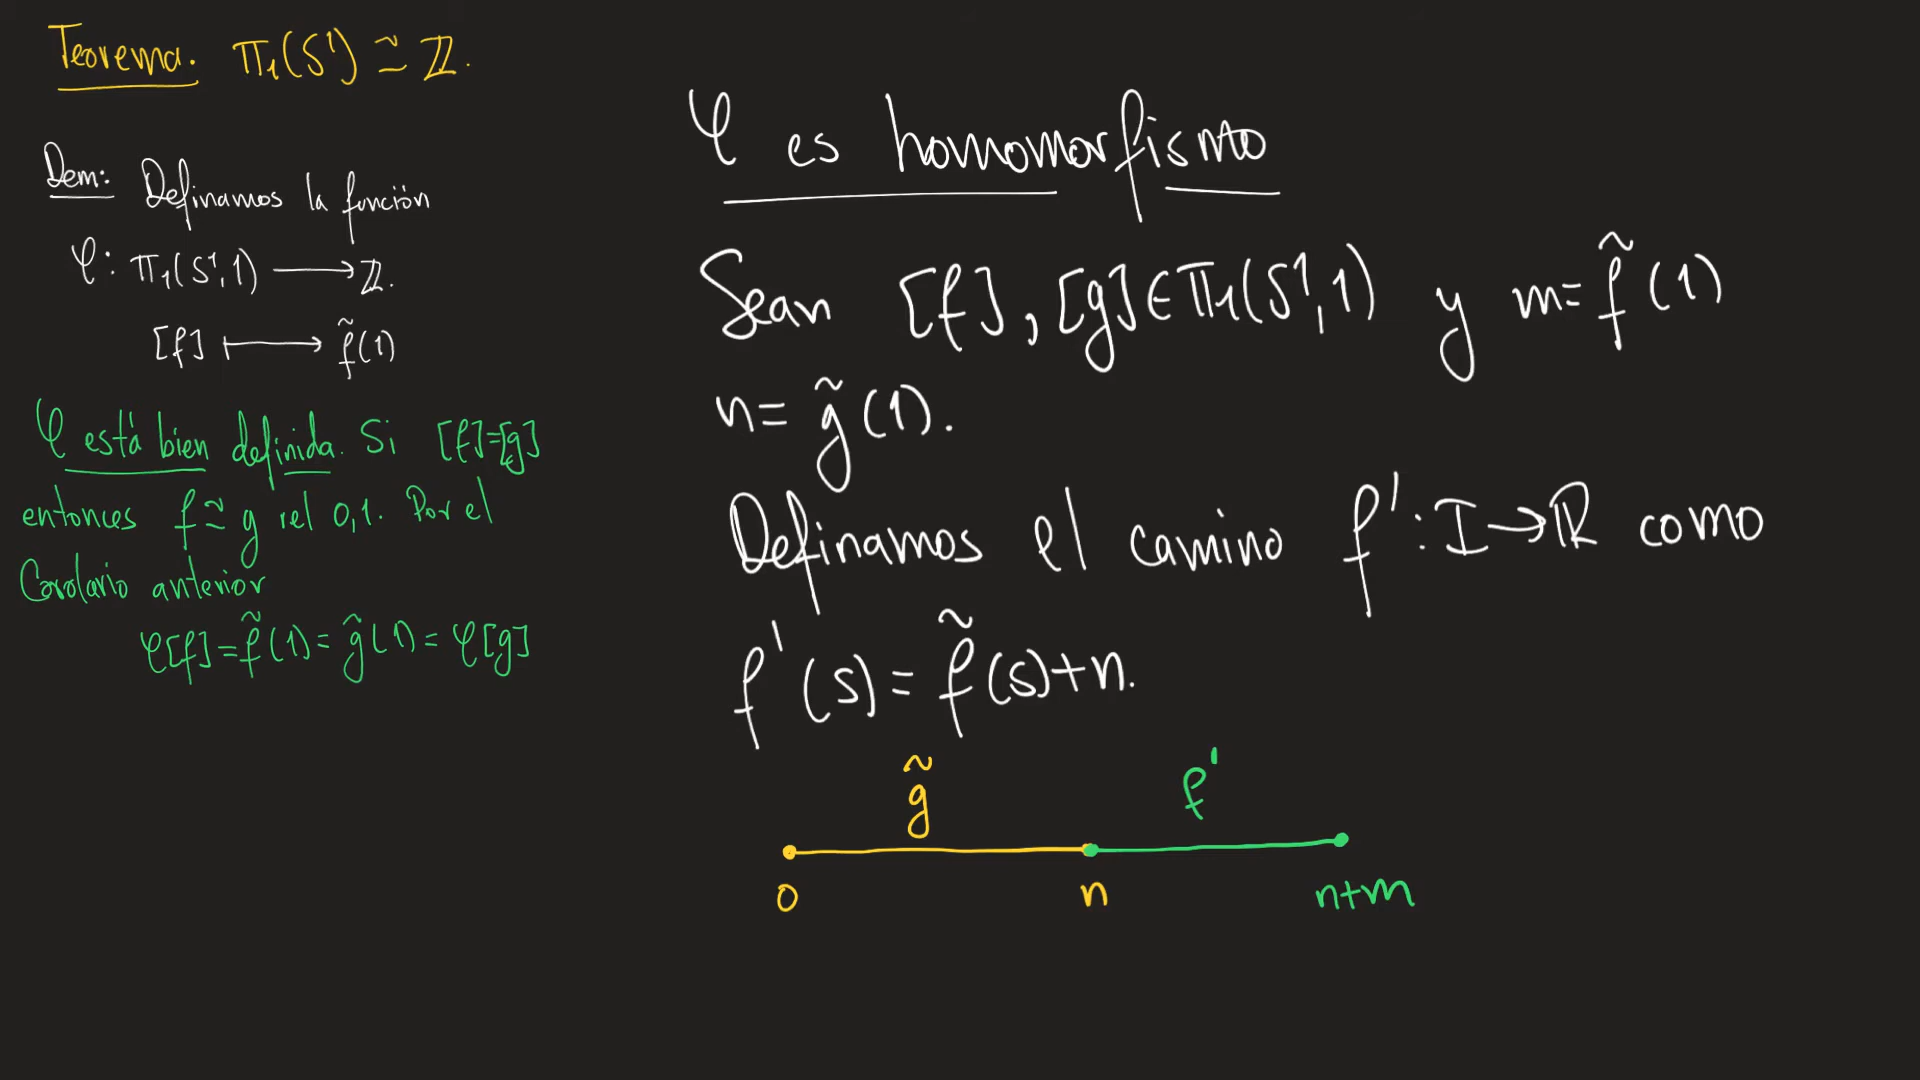 Teorema. π₁(S¹) ≃ ℤ.
Dem: Definamos la función
φ: π₁(S¹,1) ⟶ ℤ.
[f] ⟼ f̃(1)
φ está bien definida. Si [f]=[g]
entonces f ≃ g rel 0,1. Por el
Corolario anterior
φ[f] = f̃(1) = g̃(1) = φ[g]
φ es homomorfismo
Sean [f], [g] ∈ π₁(S¹,1) y m = f̃(1)
n = g̃(1).
Definamos el camino f': I → ℝ como
f'(s) = f̃(s)+n.
g̃ f'
0 n n+m